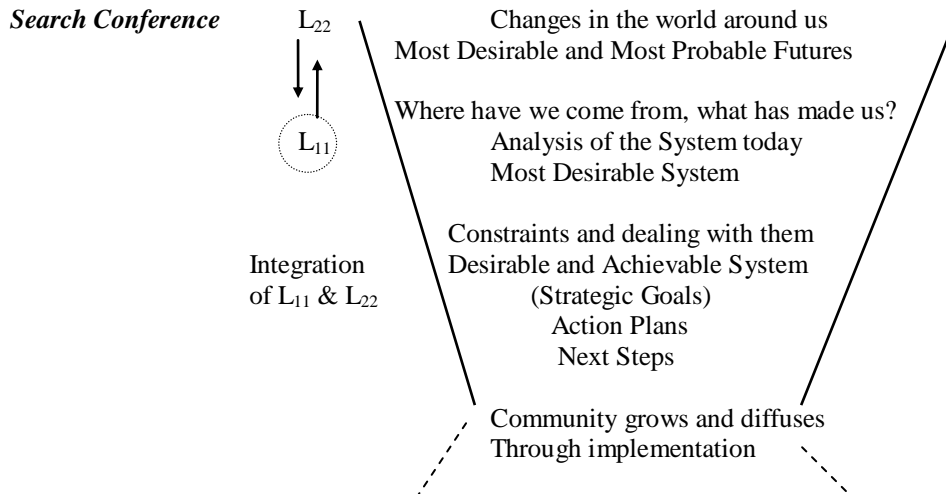 Search Conference L₂₂ Changes in the world around us
Most Desirable and Most Probable Futures
Where have we come from, what has made us?
L₁₁ Analysis of the System today
Most Desirable System
Constraints and dealing with them
Integration Desirable and Achievable System
of L₁₁ & L₂₂ (Strategic Goals)
Action Plans
Next Steps
Community grows and diffuses
Through implementation